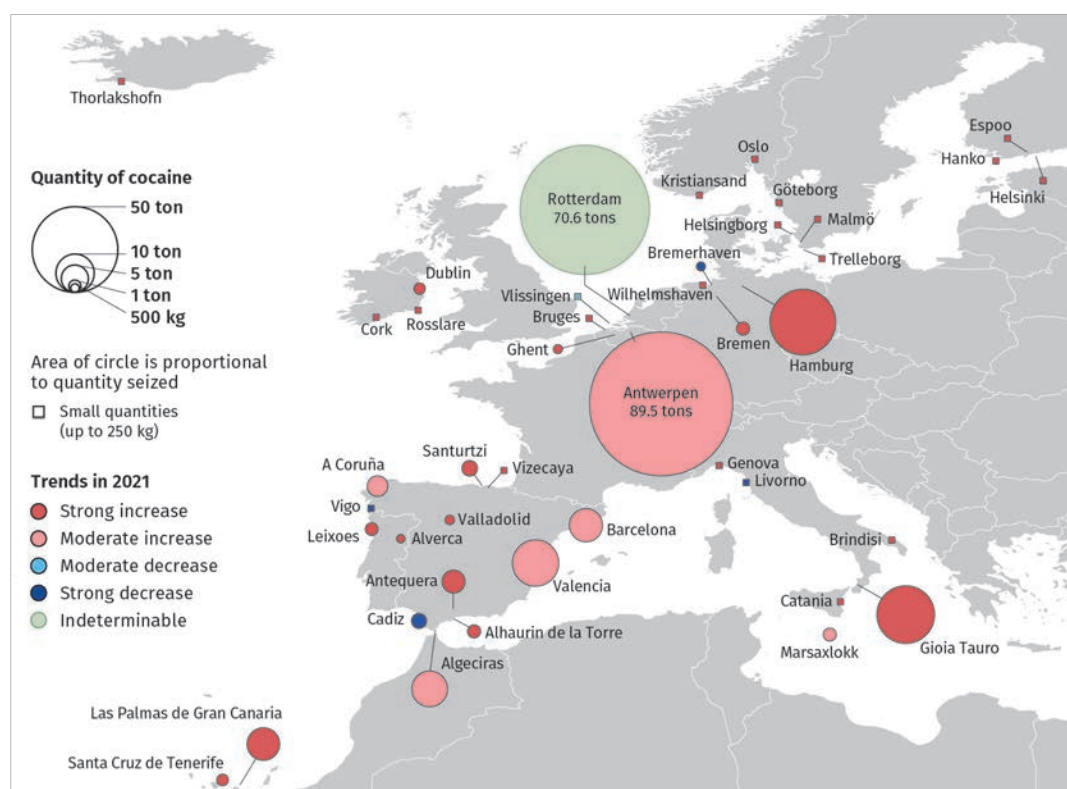 Thorlakshofn
Quantity of cocaine
50 ton
10 ton
5 ton
1 ton
500 kg
Area of circle is proportional
to quantity seized
Small quantities
(up to 250 kg)
Trends in 2021
Strong increase
Moderate increase
Moderate decrease
Strong decrease
Indeterminable
Rotterdam
70.6 tons
Oslo
Kristiansand
Göteborg
Helsingborg
Malmö
Trelleborg
Espoo
Hanko
Helsinki
Bremerhaven
Wilhelmshaven
Bremen
Hamburg
Dublin
Cork
Rosslare
Vlissingen
Bruges
Ghent
Antwerpen
89.5 tons
Santurtzi
Vizecaya
A Coruña
Vigo
Leixoes
Valladolid
Alverca
Antequera
Cadiz
Alhaurin de la Torre
Algeciras
Barcelona
Valencia
Genova
Livorno
Brindisi
Catania
Marsaxlokk
Gioia Tauro
Las Palmas de Gran Canaria
Santa Cruz de Tenerife